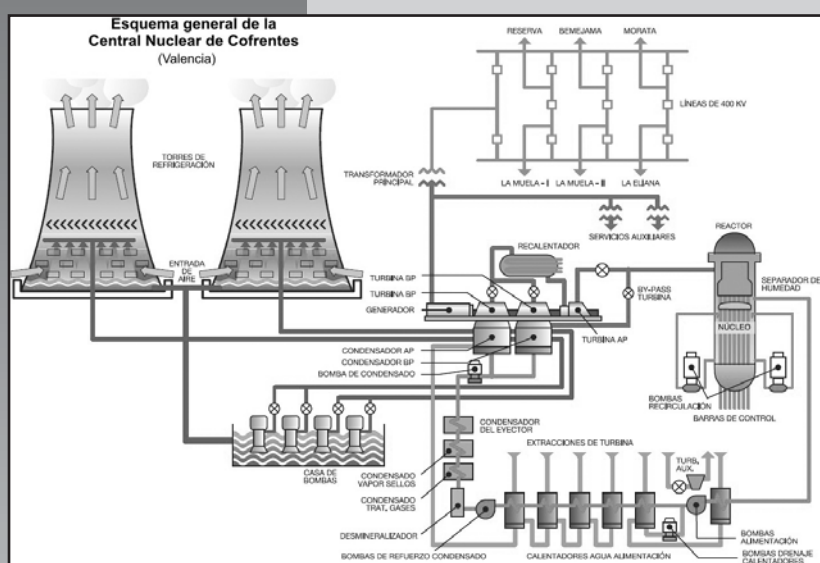 Esquema general de la
Central Nuclear de Cofrentes
(Valencia)
RESERVA
BEMEJAMA
MORATA
LÍNEAS DE 400 KV
TORRES DE
REFRIGERACIÓN
TRANSFORMADOR
PRINCIPAL
LA MUELA - I
LA MUELA - II
LA ELIANA
SERVICIOS AUXILIARES
REACTOR
RECALENTADOR
ENTRADA
DE
AIRE
TURBINA BP
TURBINA BP
GENERADOR
BY-PASS
TURBINA
SEPARADOR DE
HUMEDAD
NÚCLEO
TURBINA AP
CONDENSADOR AP
CONDENSADOR BP
BOMBA DE CONDENSADO
BOMBAS
RECIRCULACIÓN
BARRAS DE CONTROL
CONDENSADOR
DEL EYECTOR
EXTRACCIONES DE TURBINA
TURB.
AUX.
CASA DE
BOMBAS
CONDENSADO
VAPOR SELLOS
CONDENSADO
TRAT. GASES
DESMINERALIZADOR
BOMBAS DE REFUERZO CONDENSADO
CALENTADORES AGUA ALIMENTACIÓN
BOMBAS
ALIMENTACIÓN
BOMBAS DRENAJE
CALENTADORES